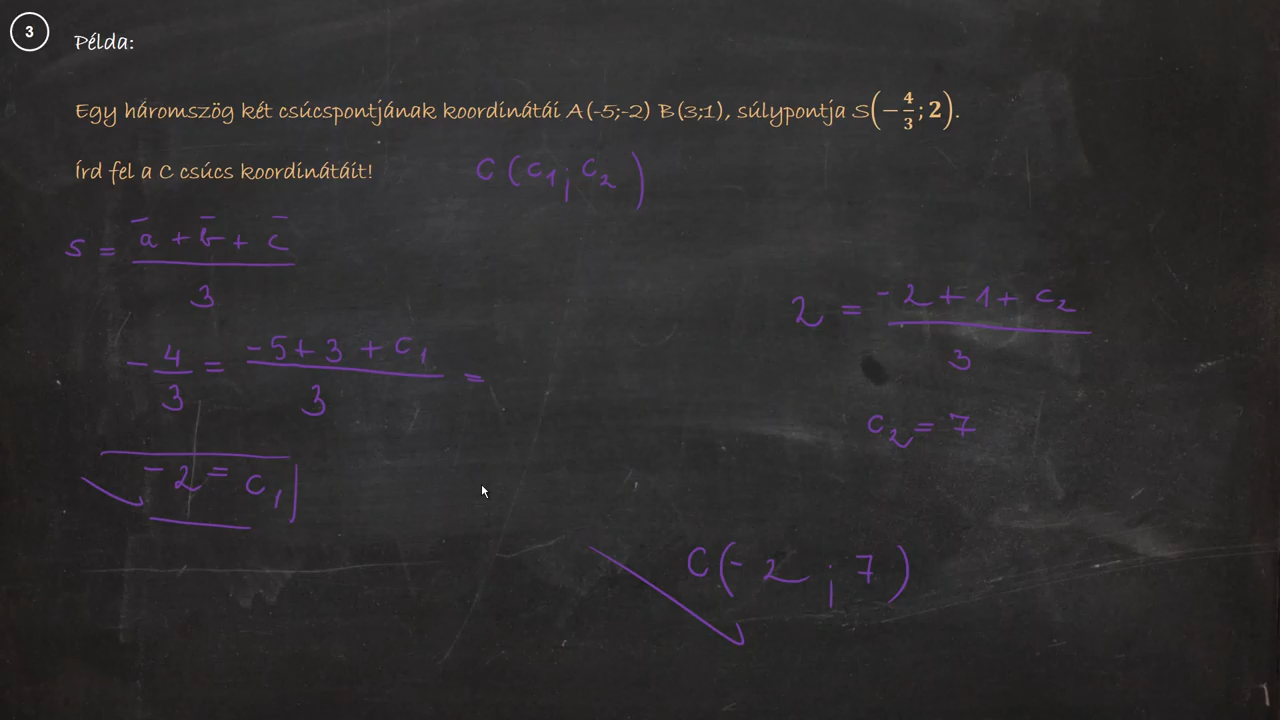 3
Példa:
Egy háromszög két csúcspontjának koordinátái A(-5;-2) B(3;1), súlypontja S(-4/3; 2).
Írd fel a C csúcs koordinátáit!
C (c₁; c₂)
s = (a̅ + b̅ + c̅)/3
-4/3 = (-5+3+c₁)/3 =
-2 = c₁
2 = (-2+1+c₂)/3
c₂ = 7
C(-2; 7)